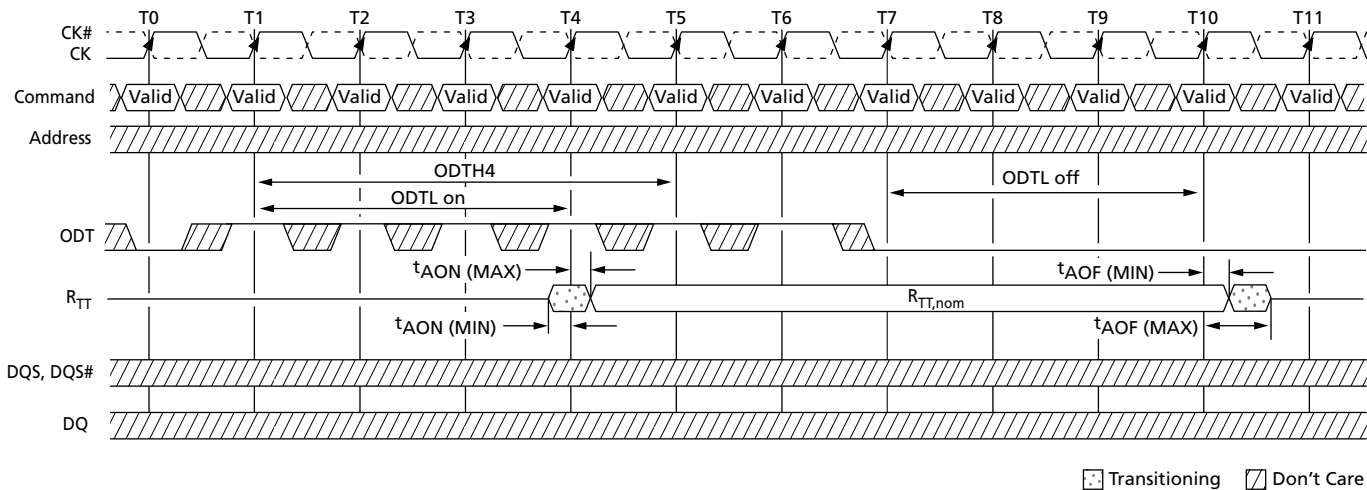 T0 T1 T2 T3 T4 T5 T6 T7 T8 T9 T10 T11
CK#
CK
Command Valid Valid Valid Valid Valid Valid Valid Valid Valid Valid Valid Valid
Address
ODTH4
ODTL off
ODTL on
ODT
tAON (MAX) tAOF (MIN)
RTT RTT,nom
tAON (MIN) tAOF (MAX)
DQS, DQS#
DQ
Transitioning Don't Care